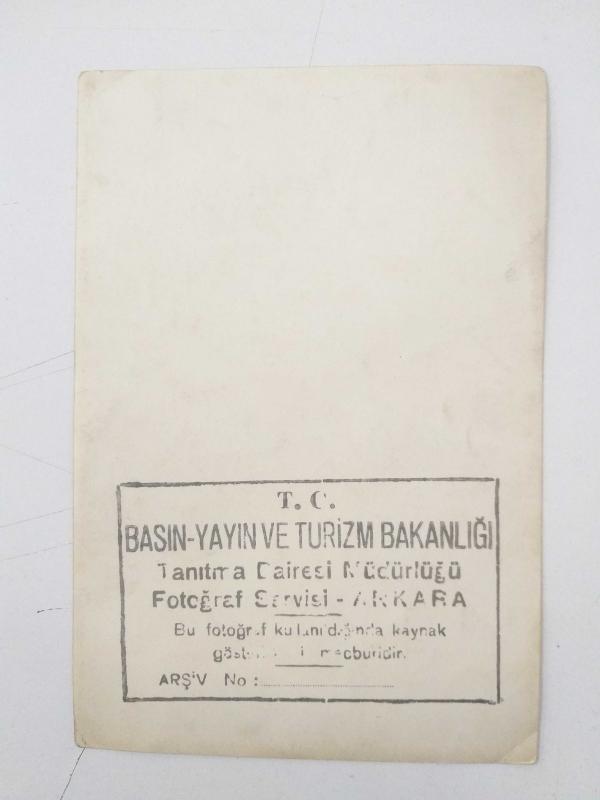 T. C.
BASIN-YAYIN VE TURİZM BAKANLIĞI
Tanıtma Dairesi Müdürlüğü
Fotoğraf Servisi - ANKARA
Bu fotoğraf kullanıldığında kaynak
mecburidir.
ARŞİV No :